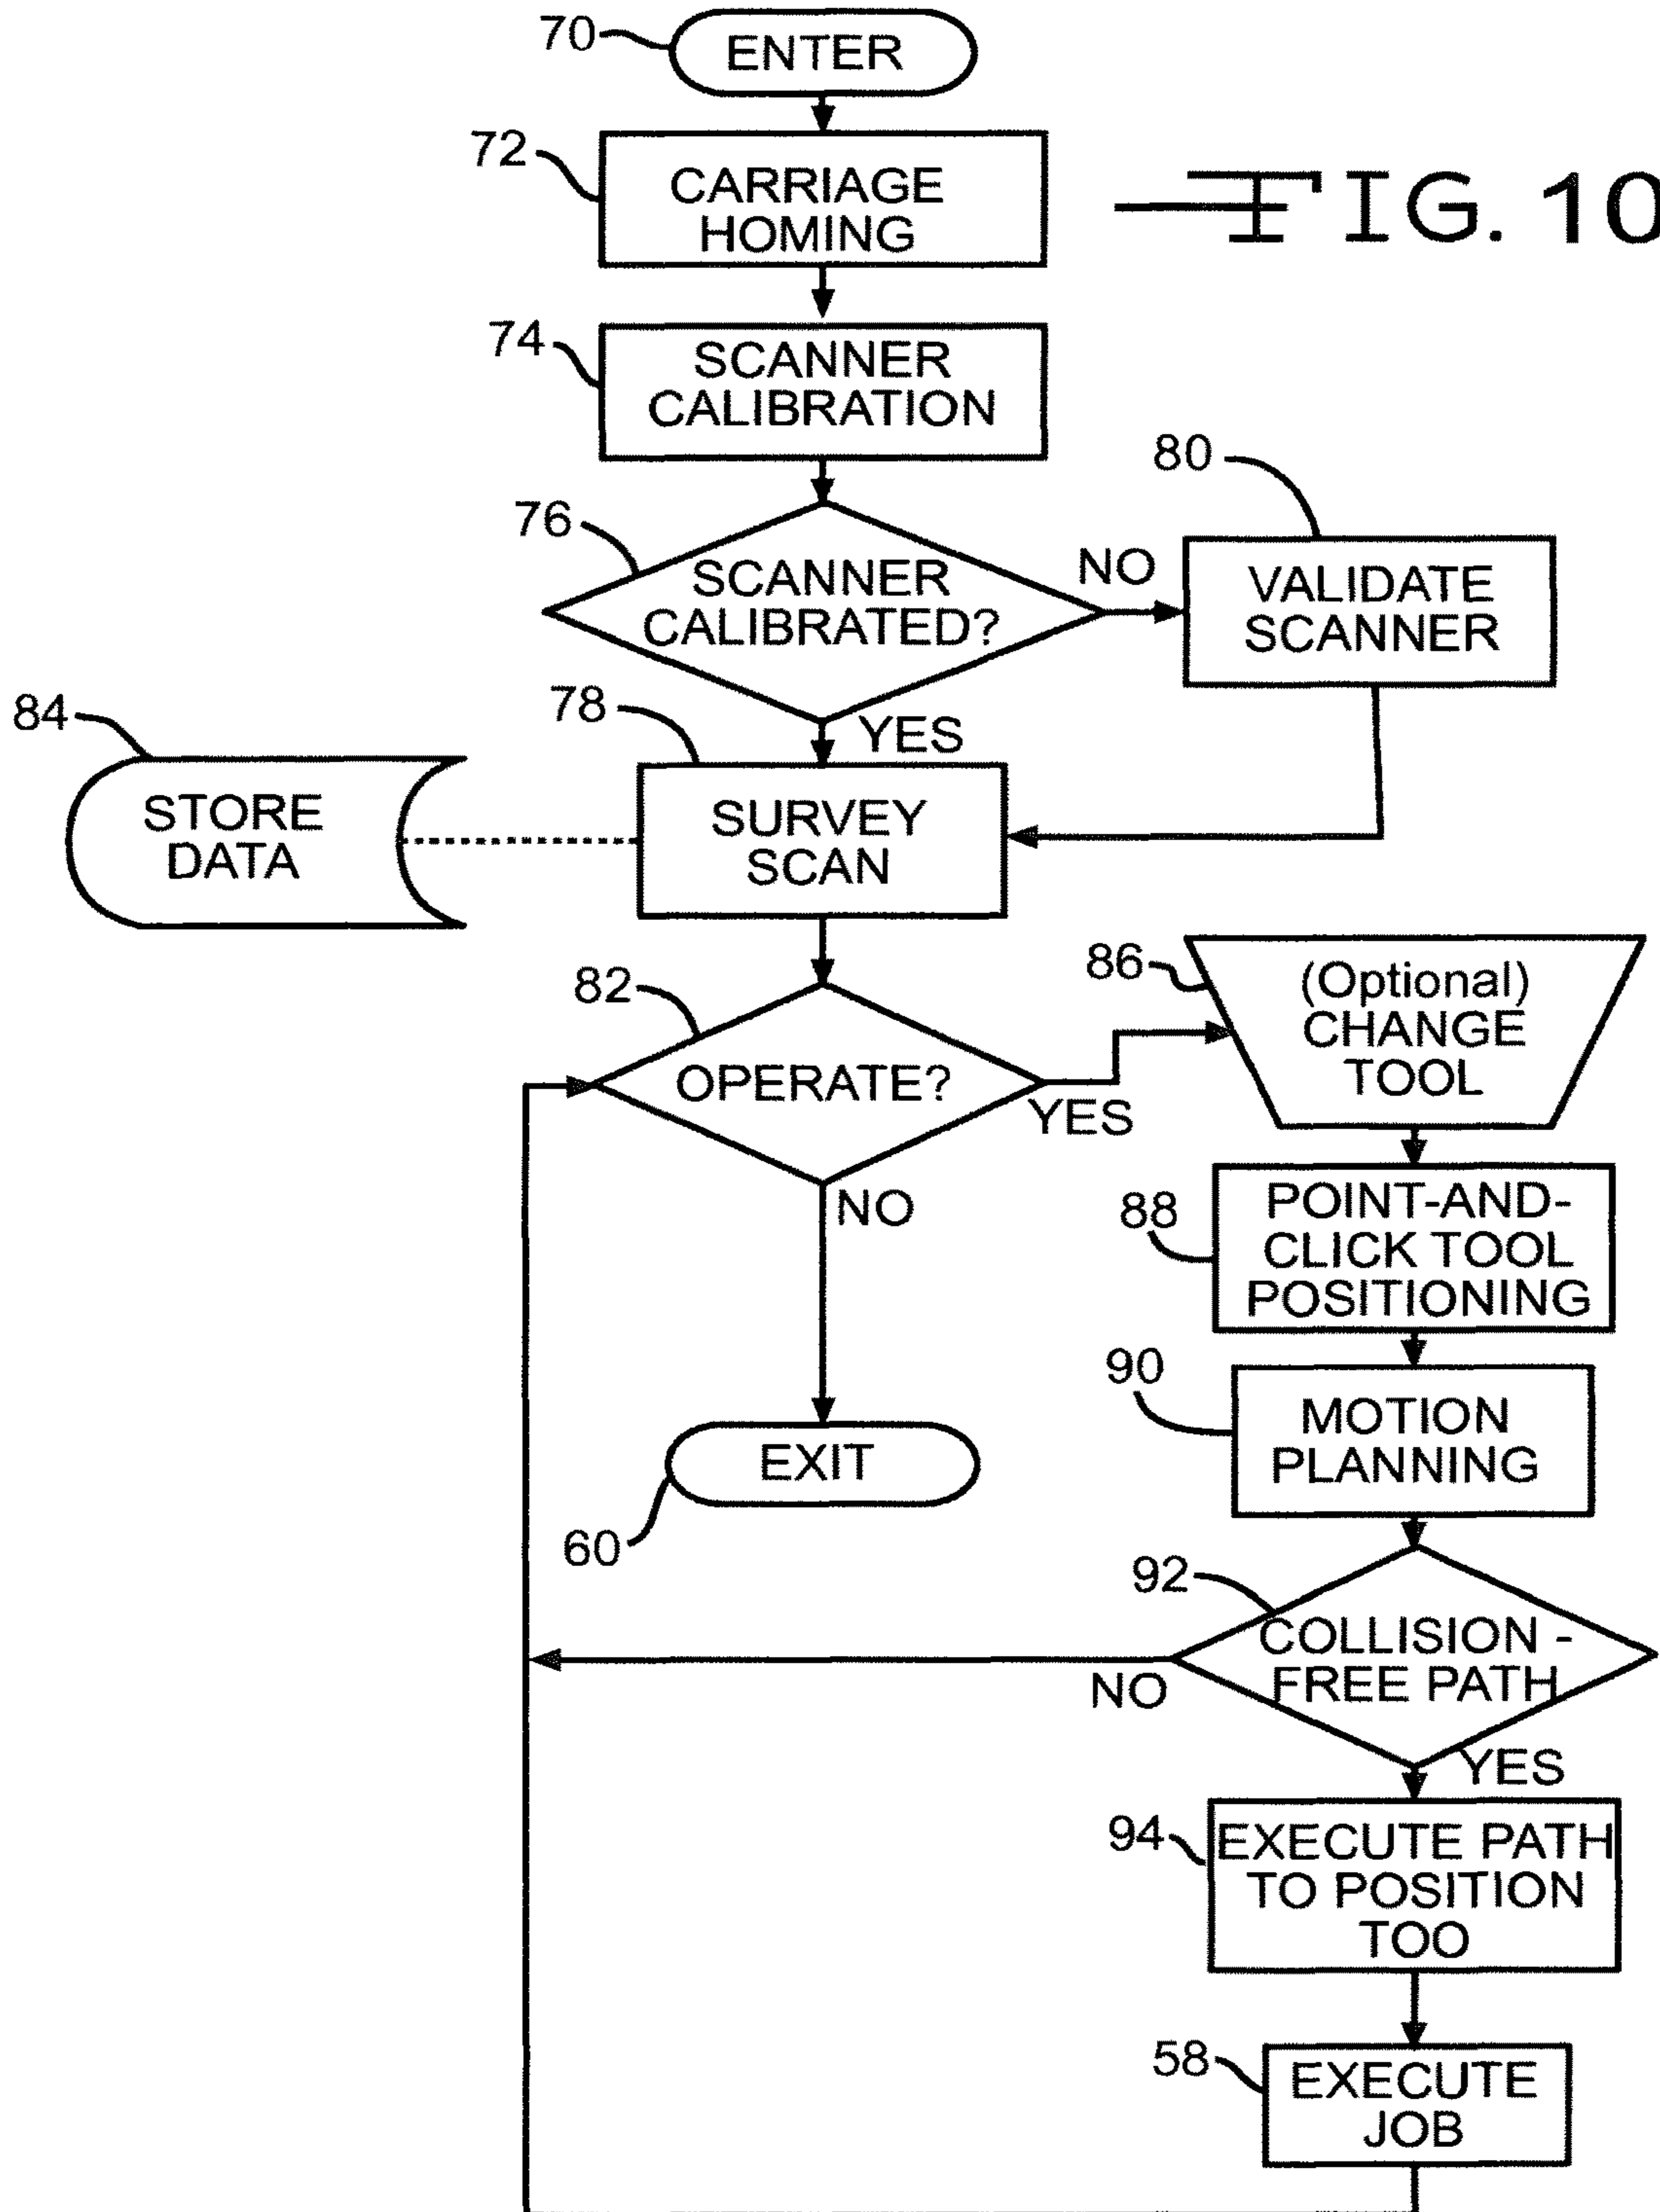 70
ENTER
72
CARRIAGE
HOMING
FIG. 10
74
SCANNER
CALIBRATION
76
SCANNER
CALIBRATED?
NO
80
VALIDATE
SCANNER
YES
78
SURVEY
SCAN
84
STORE
DATA
82
OPERATE?
YES
NO
86
(Optional)
CHANGE
TOOL
88
POINT-AND-
CLICK TOOL
POSITIONING
90
MOTION
PLANNING
EXIT
60
92
COLLISION -
FREE PATH
NO
YES
94
EXECUTE PATH
TO POSITION
TOO
58
EXECUTE
JOB